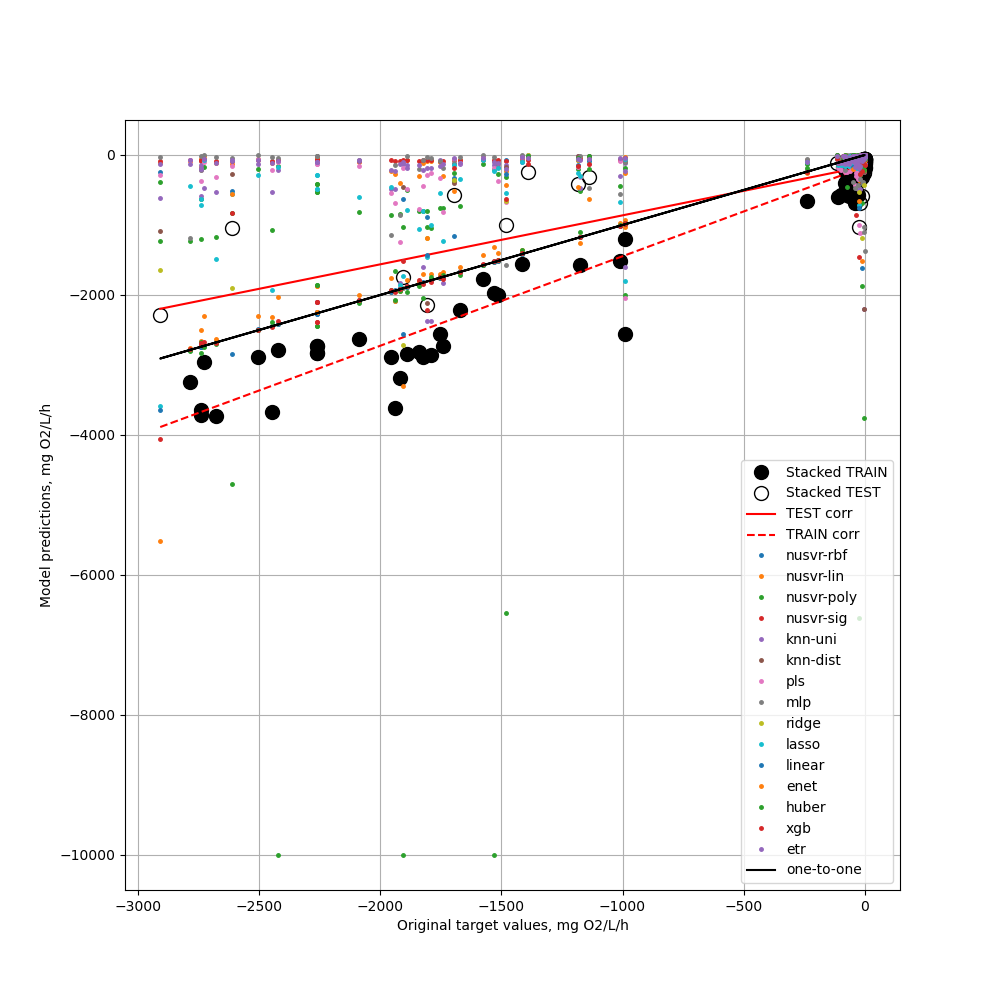 0
−2000
−4000
−6000
−8000
−10000
Model predictions, mg O2/L/h
−3000
−2500
−2000
−1500
−1000
−500
0
Original target values, mg O2/L/h
Stacked TRAIN
Stacked TEST
TEST corr
TRAIN corr
nusvr-rbf
nusvr-lin
nusvr-poly
nusvr-sig
knn-uni
knn-dist
pls
mlp
ridge
lasso
linear
enet
huber
xgb
etr
one-to-one